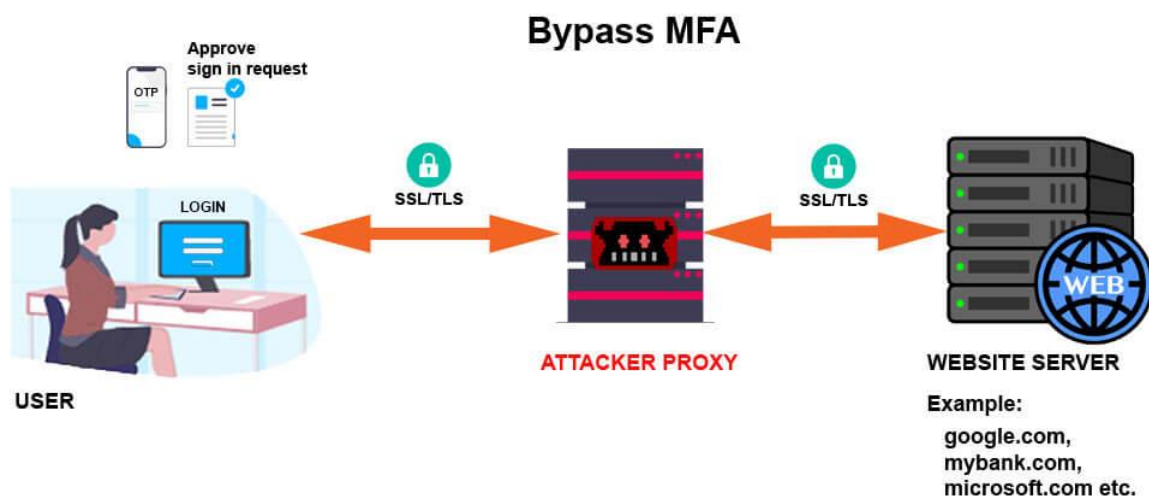 Bypass MFA
Approve
sign in request
OTP
LOGIN
SSL/TLS
SSL/TLS
WEB
USER
ATTACKER PROXY
WEBSITE SERVER
Example:
google.com,
mybank.com,
microsoft.com etc.